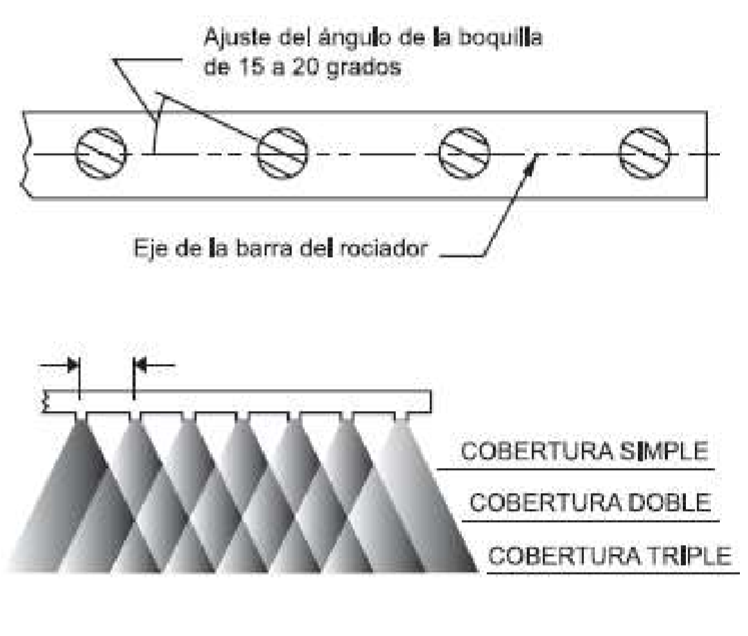 Ajuste del ángulo de la boquilla
de 15 a 20 grados
Eje de la barra del rociador
COBERTURA SIMPLE
COBERTURA DOBLE
COBERTURA TRIPLE